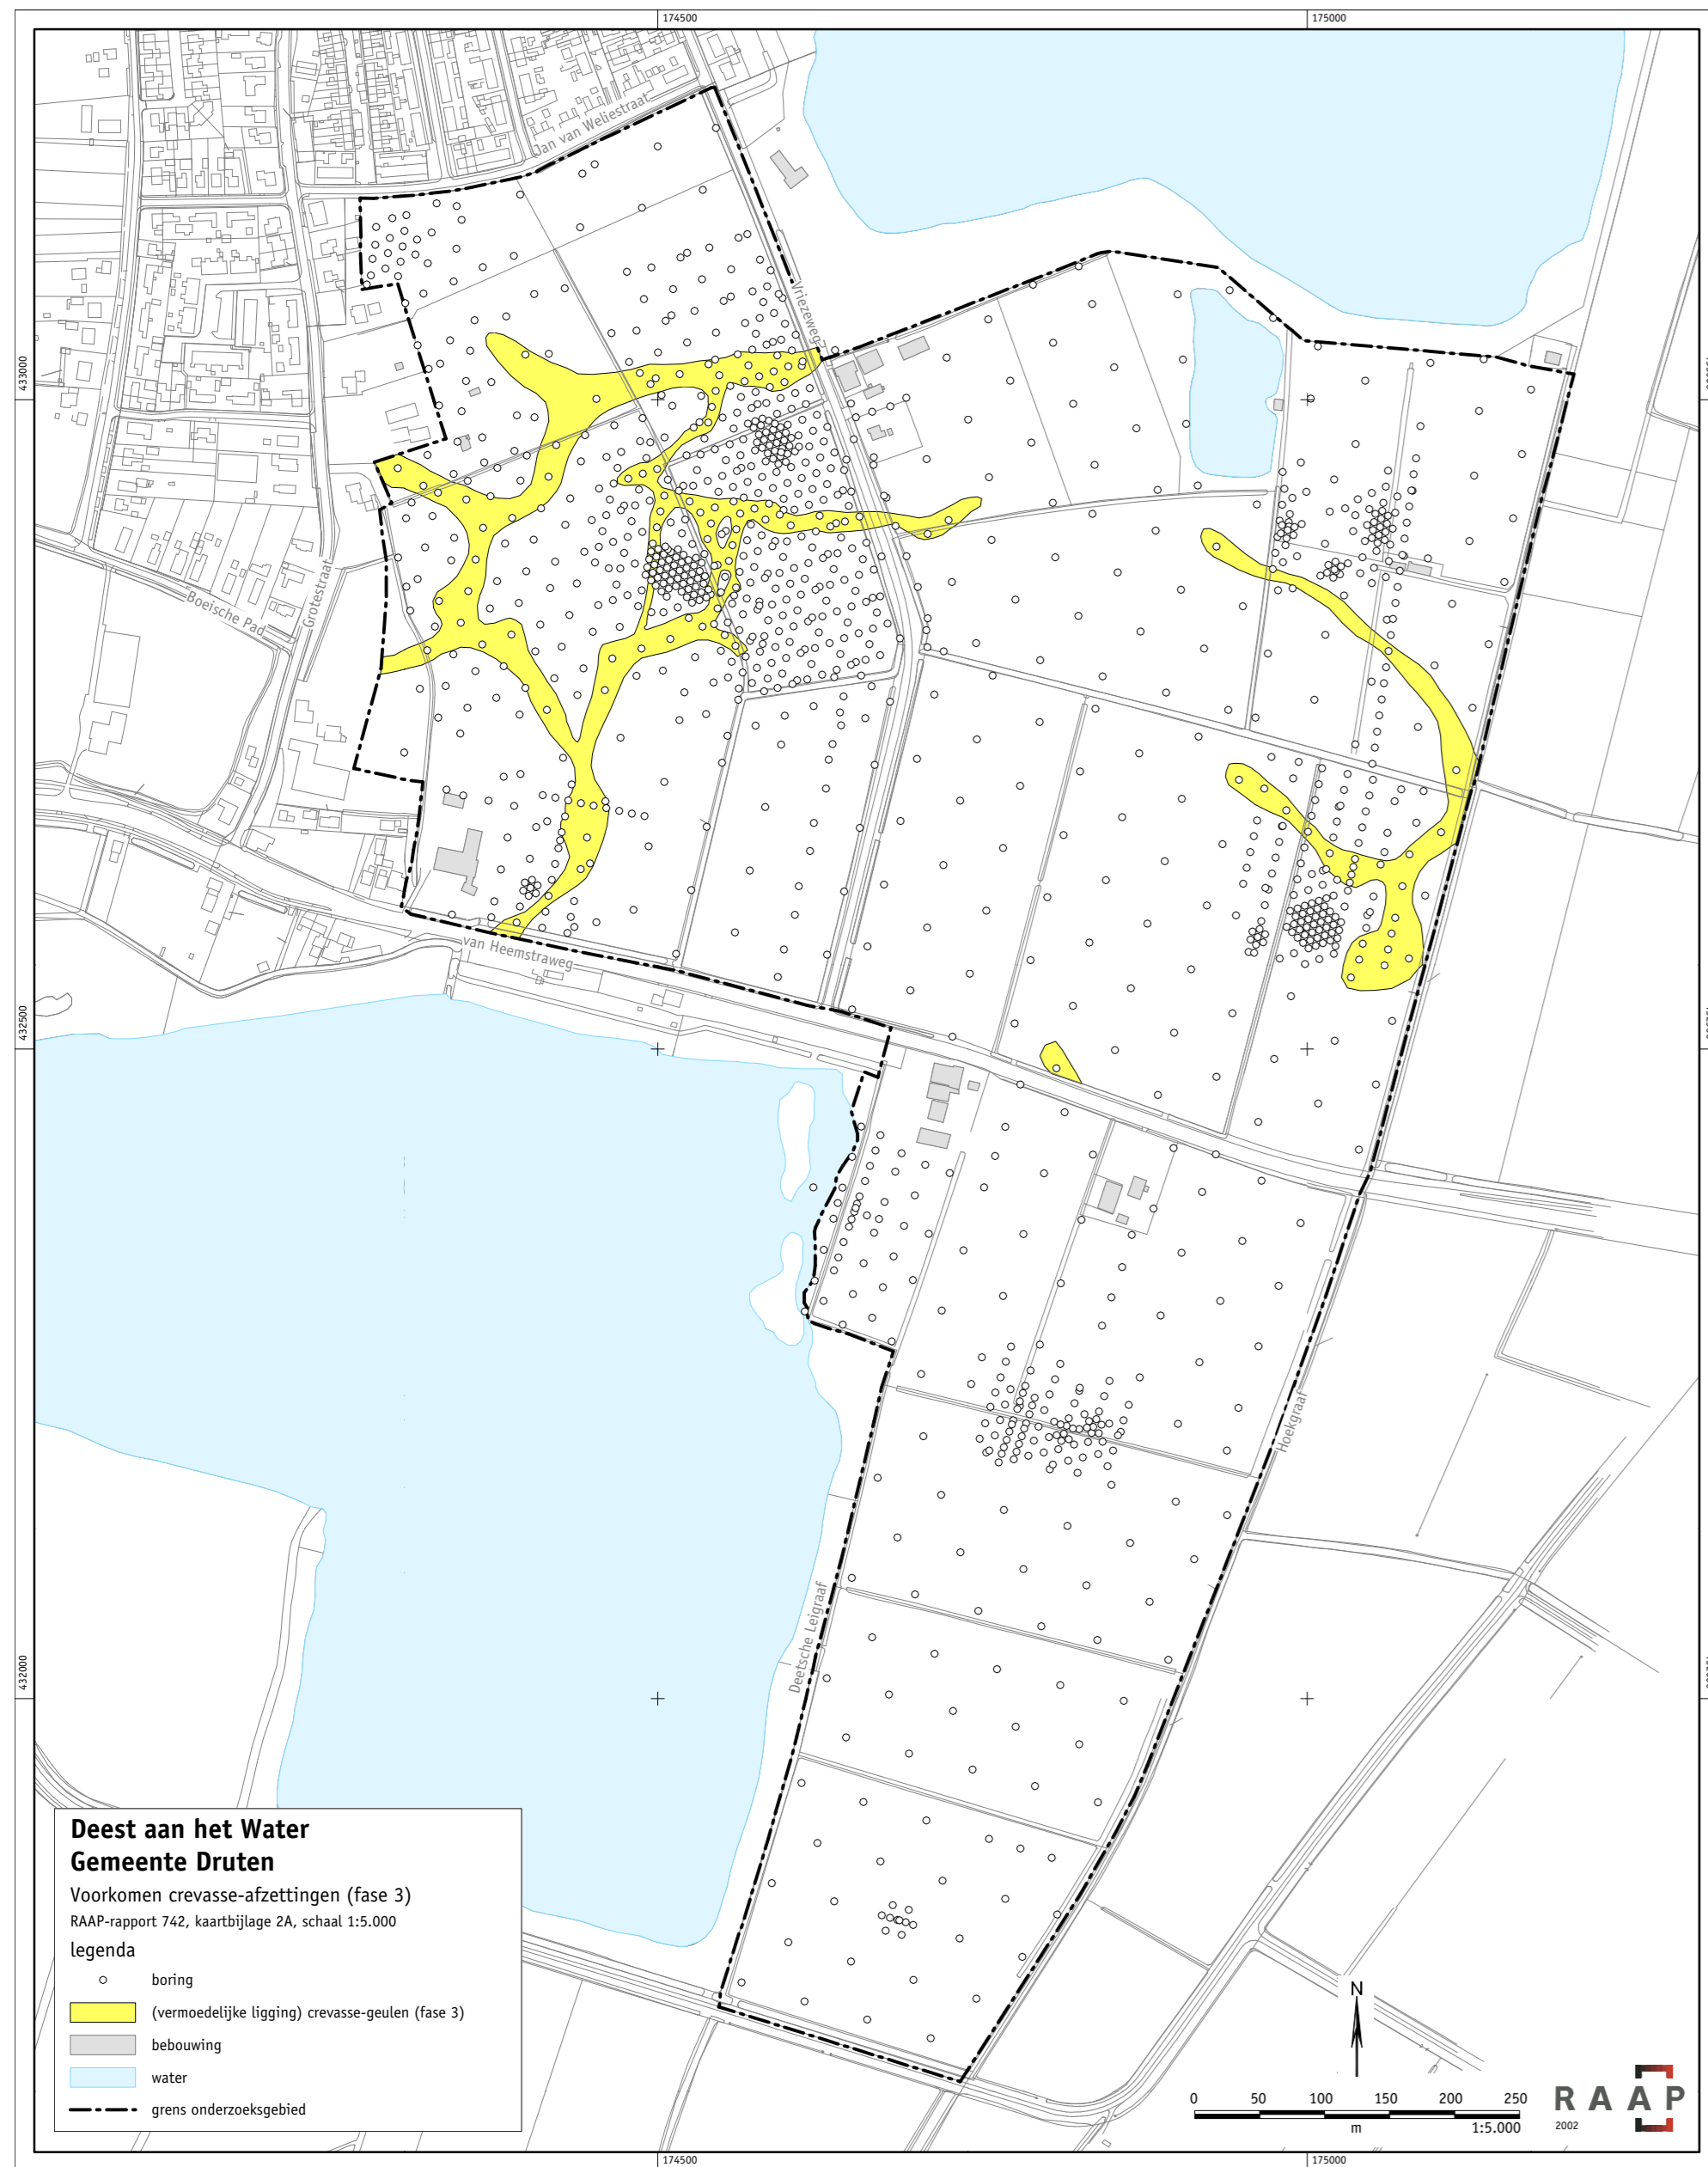 174500
175000
Jan van Weliestraat
Vriezeweg
433000
Grotestraat
Boeische Pad
van Heemstraweg
432500
Hoekgraaf
Deetsche Leigraaf
432000
Deest aan het Water
Gemeente Druten
Voorkomen crevasse-afzettingen (fase 3)
RAAP-rapport 742, kaartbijlage 2A, schaal 1:5.000
legenda
boring
(vermoedelijke ligging) crevasse-geulen (fase 3)
bebouwing
water
grens onderzoeksgebied
N
0 50 100 150 200 250
m 1:5.000
RAAP
2002
174500
175000